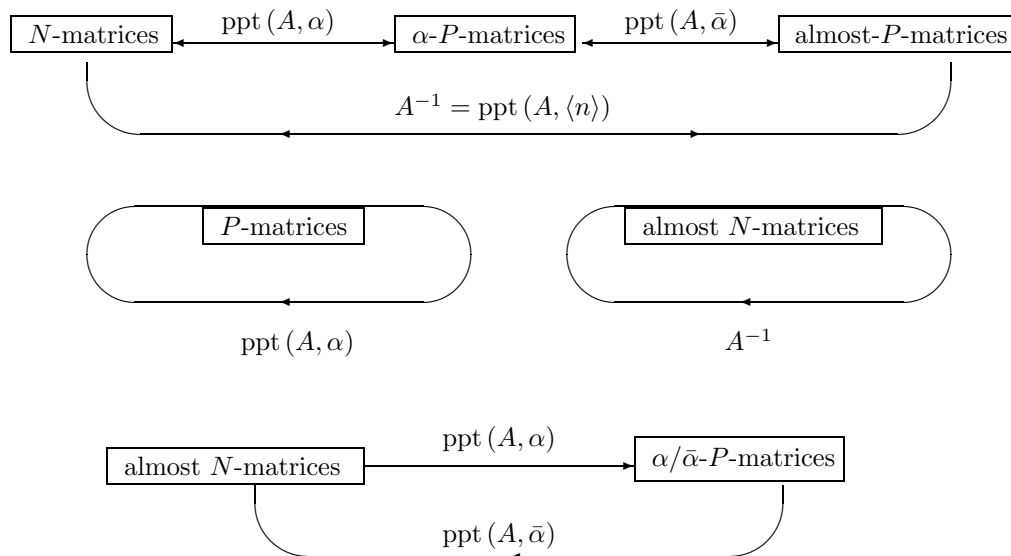 ppt (A, α) ppt (A, ᾱ)
N-matrices α-P-matrices almost-P-matrices
A⁻¹ = ppt (A, ⟨n⟩)
P-matrices almost N-matrices
ppt (A, α) A⁻¹
ppt (A, α)
almost N-matrices α/ᾱ-P-matrices
ppt (A, ᾱ)